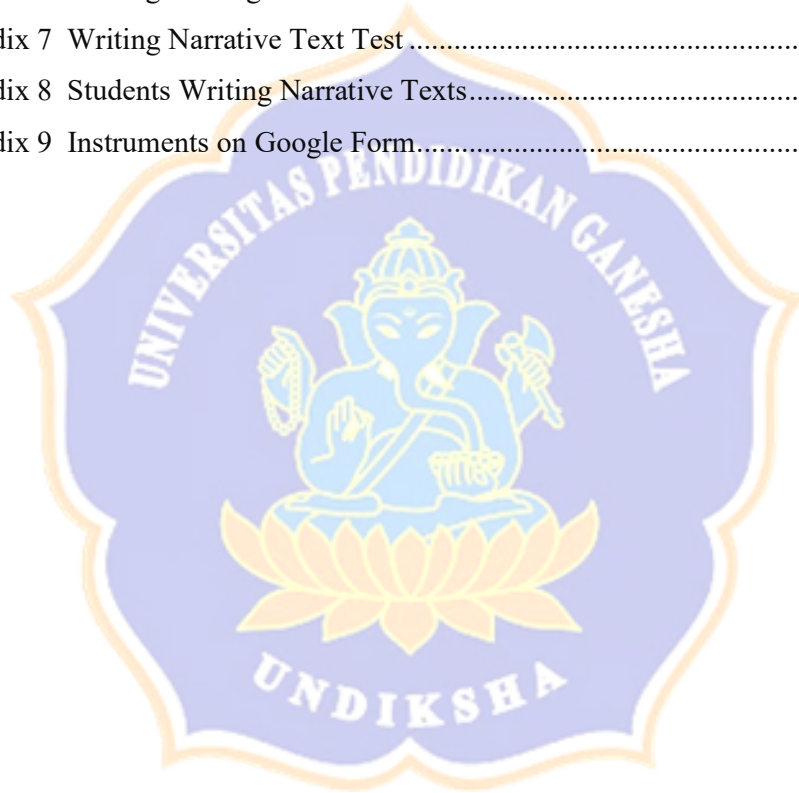 dix 7 Writing Narrative Text Test ................................................
dix 8 Students Writing Narrative Texts.........................................
dix 9 Instruments on Google Form................................................
UNIVERSITAS PENDIDIKAN GANESHA
UNDIKSHA